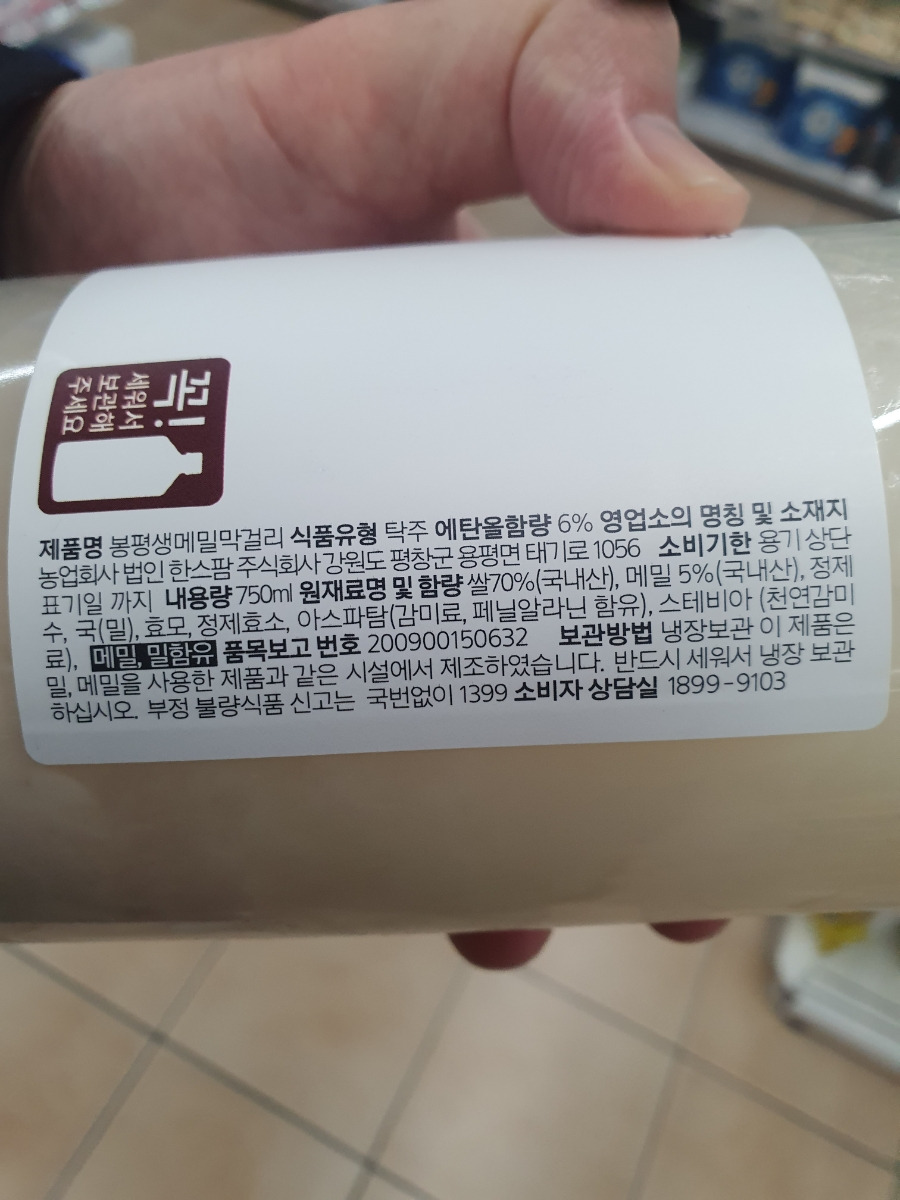 꼭!
세워서
보관해
주세요
제품명 봉평생메밀막걸리 식품유형 탁주 에탄올함량 6% 영업소의 명칭 및 소재지
농업회사 법인 한스팜 주식회사 강원도 평창군 용평면 태기로 1056 소비기한 용기 상단
표기일 까지 내용량 750ml 원재료명 및 함량 쌀70%(국내산), 메밀 5%(국내산), 정제
수, 국(밀), 효모, 정제효소, 아스파탐(감미료, 페닐알라닌 함유), 스테비아 (천연감미
료), 메밀, 밀함유 품목보고 번호 200900150632 보관방법 냉장보관 이 제품은
밀, 메밀을 사용한 제품과 같은 시설에서 제조하였습니다. 반드시 세워서 냉장 보관
하십시오. 부정 불량식품 신고는 국번없이 1399 소비자 상담실 1899-9103